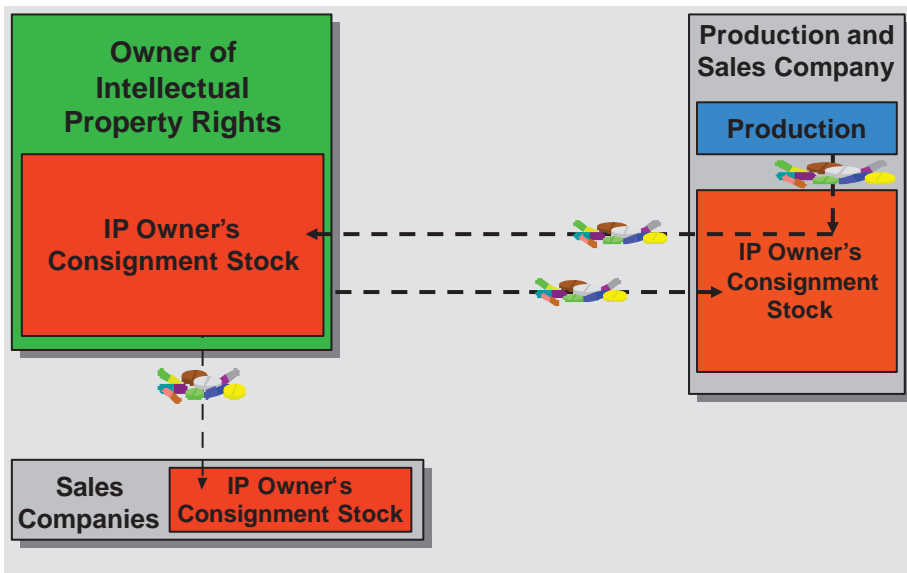 Owner of
Intellectual
Property Rights
IP Owner's
Consignment Stock
Production and
Sales Company
Production
IP Owner's
Consignment
Stock
Sales
Companies
IP Owner‘s
Consignment Stock